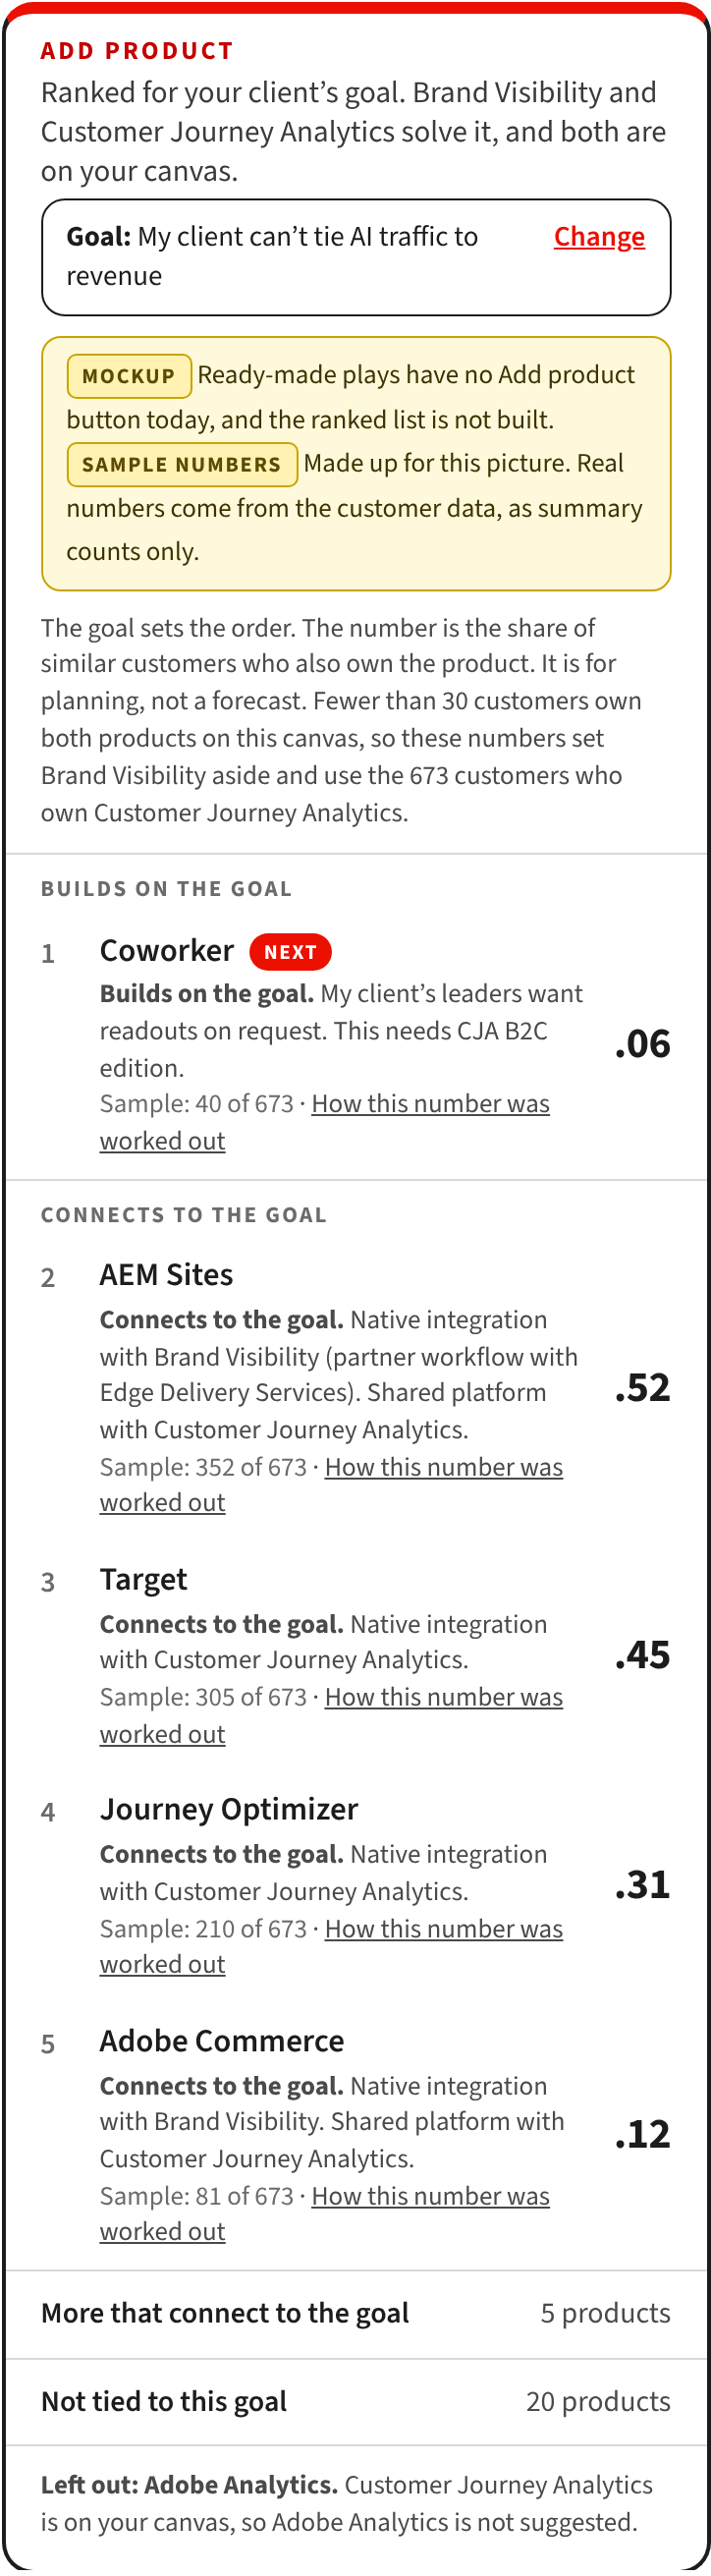 ADD PRODUCT
Ranked for your client’s goal. Brand Visibility and
Customer Journey Analytics solve it, and both are
on your canvas.
Goal: My client can’t tie AI traffic to
revenue
Change
MOCKUP Ready-made plays have no Add product
button today, and the ranked list is not built.
SAMPLE NUMBERS Made up for this picture. Real
numbers come from the customer data, as summary
counts only.
The goal sets the order. The number is the share of
similar customers who also own the product. It is for
planning, not a forecast. Fewer than 30 customers own
both products on this canvas, so these numbers set
Brand Visibility aside and use the 673 customers who
own Customer Journey Analytics.
BUILDS ON THE GOAL
1 Coworker NEXT
Builds on the goal. My client’s leaders want
readouts on request. This needs CJA B2C
edition.
Sample: 40 of 673 · How this number was
worked out
.06
CONNECTS TO THE GOAL
2 AEM Sites
Connects to the goal. Native integration
with Brand Visibility (partner workflow with
Edge Delivery Services). Shared platform
with Customer Journey Analytics.
Sample: 352 of 673 · How this number was
worked out
.52
3 Target
Connects to the goal. Native integration
with Customer Journey Analytics.
Sample: 305 of 673 · How this number was
worked out
.45
4 Journey Optimizer
Connects to the goal. Native integration
with Customer Journey Analytics.
Sample: 210 of 673 · How this number was
worked out
.31
5 Adobe Commerce
Connects to the goal. Native integration
with Brand Visibility. Shared platform with
Customer Journey Analytics.
Sample: 81 of 673 · How this number was
worked out
.12
More that connect to the goal 5 products
Not tied to this goal 20 products
Left out: Adobe Analytics. Customer Journey Analytics
is on your canvas, so Adobe Analytics is not suggested.